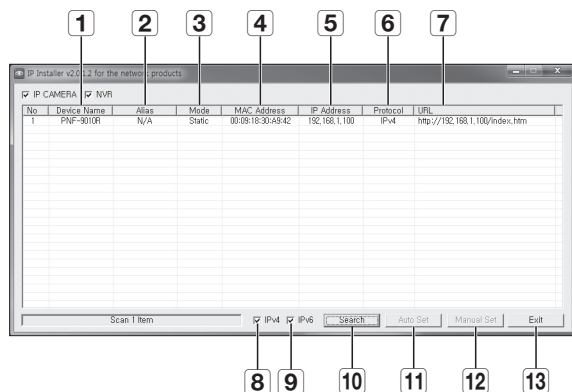 1 2 3 4 5 6 7
IP Installer v2.0.1.2 for the network products
IP CAMERA NVR
No Device Name Alias Mode MAC Address IP Address Protocol URL
1 PNF-9010R N/A Static 00:09:18:30:A9:42 192,168,1,100 IPv4 http://192,168,1,100/index,htm
Scan 1 Item IPv4 IPv6 Search Auto Set Manual Set Exit
8 9 10 11 12 13